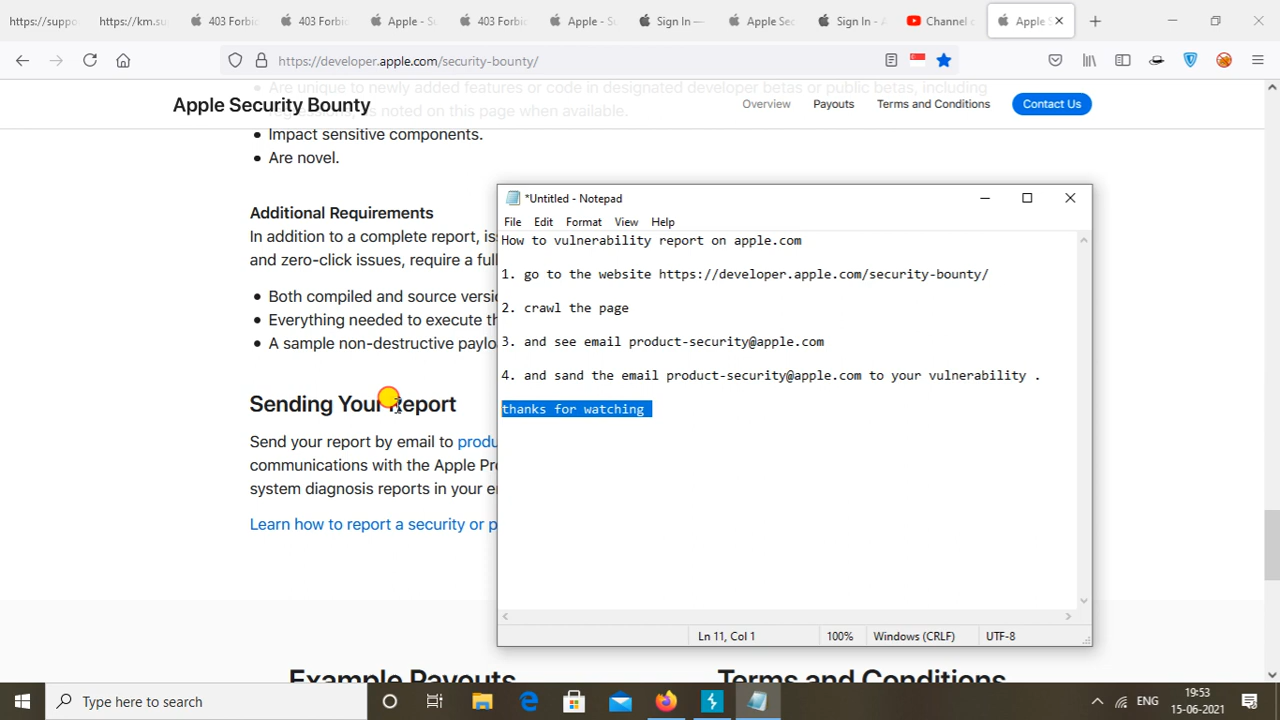 https://suppo
https://km.su
403 Forbid
403 Forbid
Apple - Su
403 Forbid
Apple - Su
Sign In —
Apple Sec
Sign In - A
Channel c
Apple S
https://developer.apple.com/security-bounty/
Are unique to newly added features or code in designated developer betas or public betas, including
regressions, as noted on this page when available.
Apple Security Bounty
Overview
Payouts
Terms and Conditions
Contact Us
• Impact sensitive components.
• Are novel.
Additional Requirements
In addition to a complete report, is
and zero-click issues, require a full
• Both compiled and source versi
• Everything needed to execute th
• A sample non-destructive paylo
Sending Your Report
Send your report by email to produ
communications with the Apple Pr
system diagnosis reports in your e
Learn how to report a security or p
Example Payouts
Terms and Conditions
*Untitled - Notepad
File Edit Format View Help
How to vulnerability report on apple.com
1. go to the website https://developer.apple.com/security-bounty/
2. crawl the page
3. and see email product-security@apple.com
4. and sand the email product-security@apple.com to your vulnerability .
thanks for watching
Ln 11, Col 1
100%
Windows (CRLF)
UTF-8
Type here to search
ENG
19:53
15-06-2021